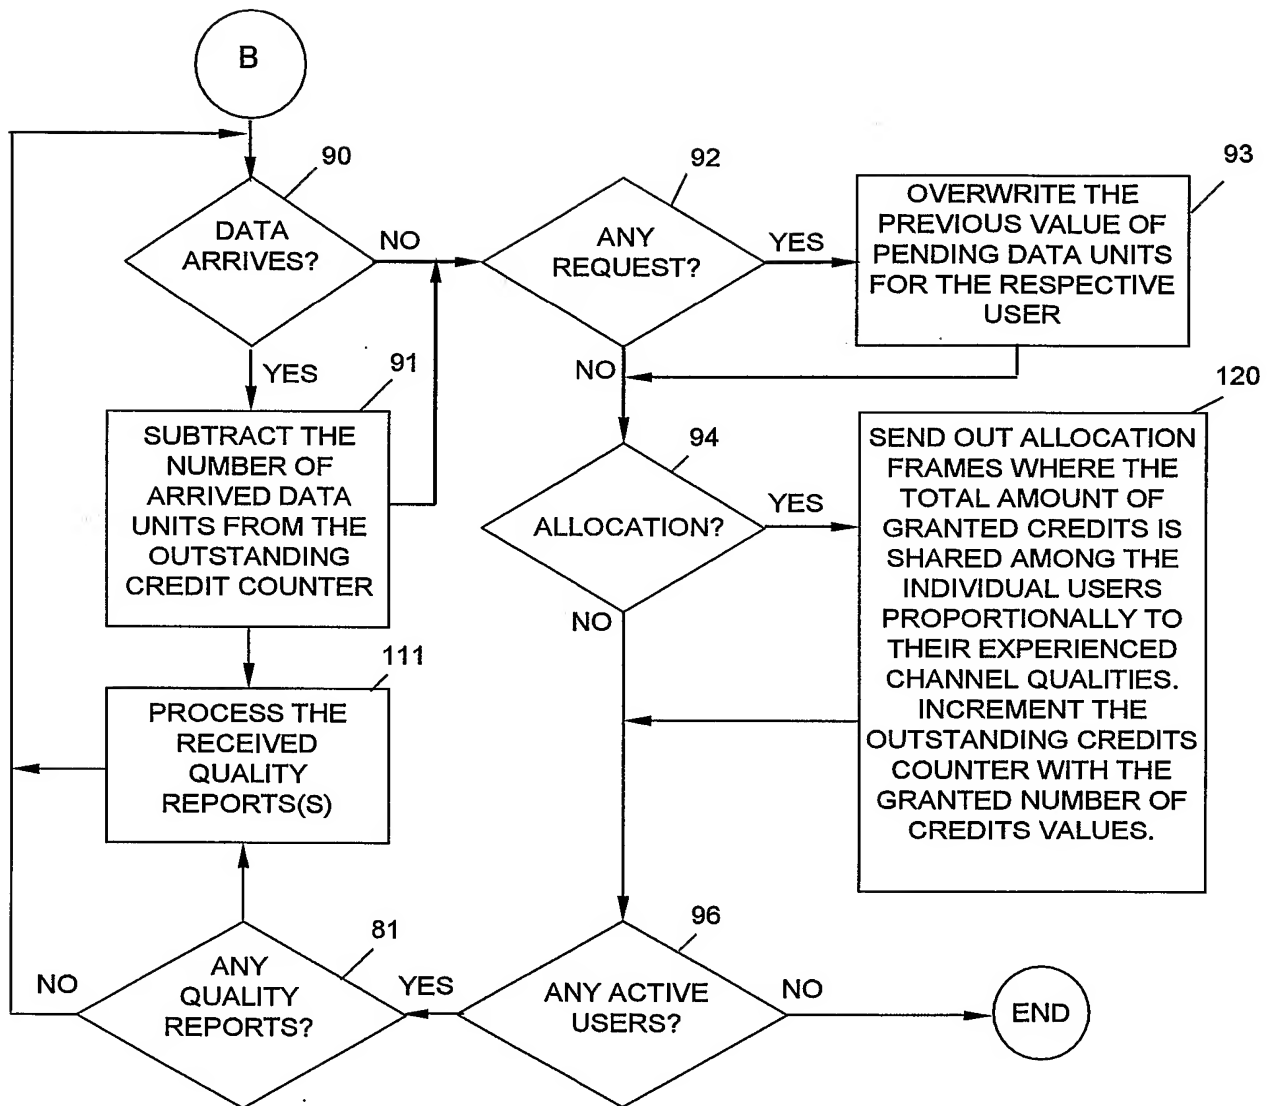 B
90
DATA
ARRIVES?
NO
YES
91
SUBTRACT THE
NUMBER OF
ARRIVED DATA
UNITS FROM THE
OUTSTANDING
CREDIT COUNTER
111
PROCESS THE
RECEIVED
QUALITY
REPORTS(S)
92
ANY
REQUEST?
YES
NO
93
OVERWRITE THE
PREVIOUS VALUE OF
PENDING DATA UNITS
FOR THE RESPECTIVE
USER
94
ALLOCATION?
YES
NO
120
SEND OUT ALLOCATION
FRAMES WHERE THE
TOTAL AMOUNT OF
GRANTED CREDITS IS
SHARED AMONG THE
INDIVIDUAL USERS
PROPORTIONALLY TO
THEIR EXPERIENCED
CHANNEL QUALITIES.
INCREMENT THE
OUTSTANDING CREDITS
COUNTER WITH THE
GRANTED NUMBER OF
CREDITS VALUES.
96
ANY ACTIVE
USERS?
YES
NO
END
81
ANY
QUALITY
REPORTS?
NO